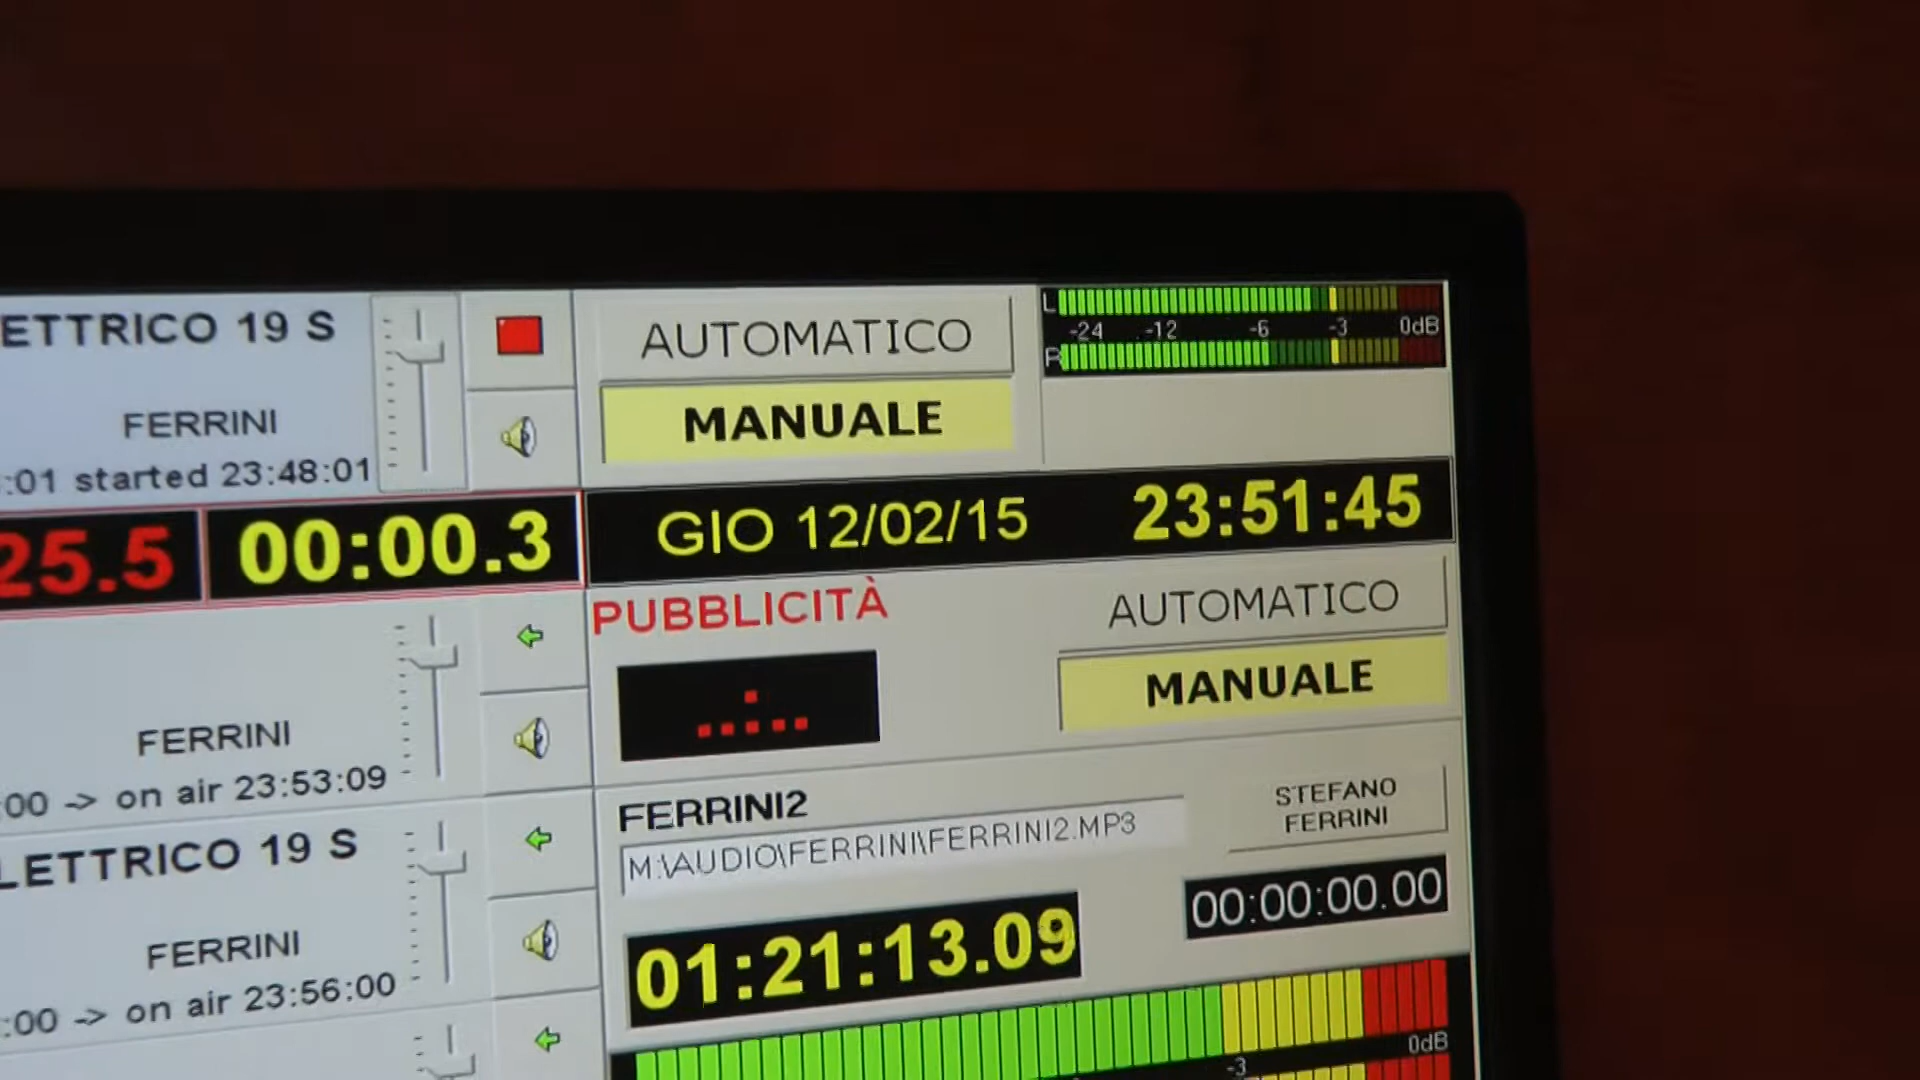 ETTRICO 19 S
FERRINI
:01 started 23:48:01
25.5
00:00.3
FERRINI
:00 -> on air 23:53:09
LETTRICO 19 S
FERRINI
:00 -> on air 23:56:00
AUTOMATICO
MANUALE
L
-24 -12 -6 -3 0dB
R
GIO 12/02/15 23:51:45
PUBBLICITÀ
AUTOMATICO
MANUALE
FERRINI2
M:\AUDIO\FERRINI\FERRINI2.MP3
STEFANO
FERRINI
01:21:13.09
00:00:00.00
-3 0dB